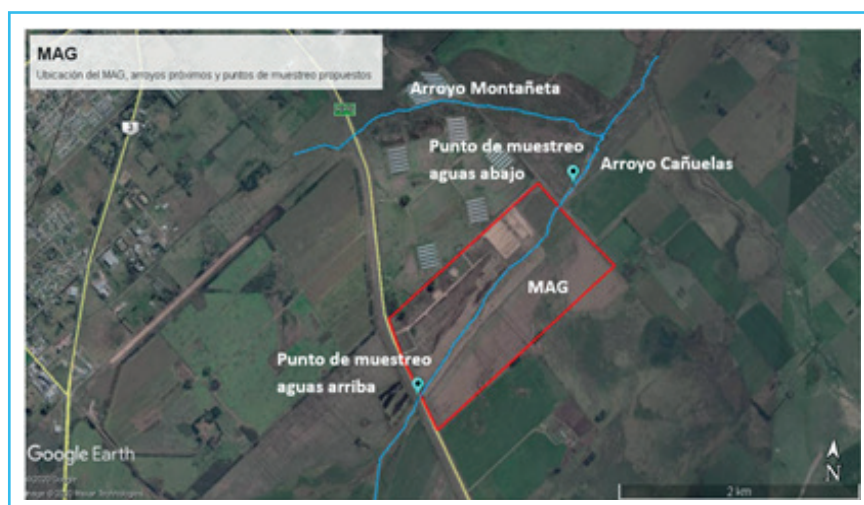 MAG
Ubicación del MAG, arroyos próximos y puntos de muestreo propuestos
Arroyo Montañeta
3
Punto de muestreo
aguas abajo
Arroyo Cañuelas
MAG
Punto de muestreo
aguas arriba
Google Earth
N
2 km